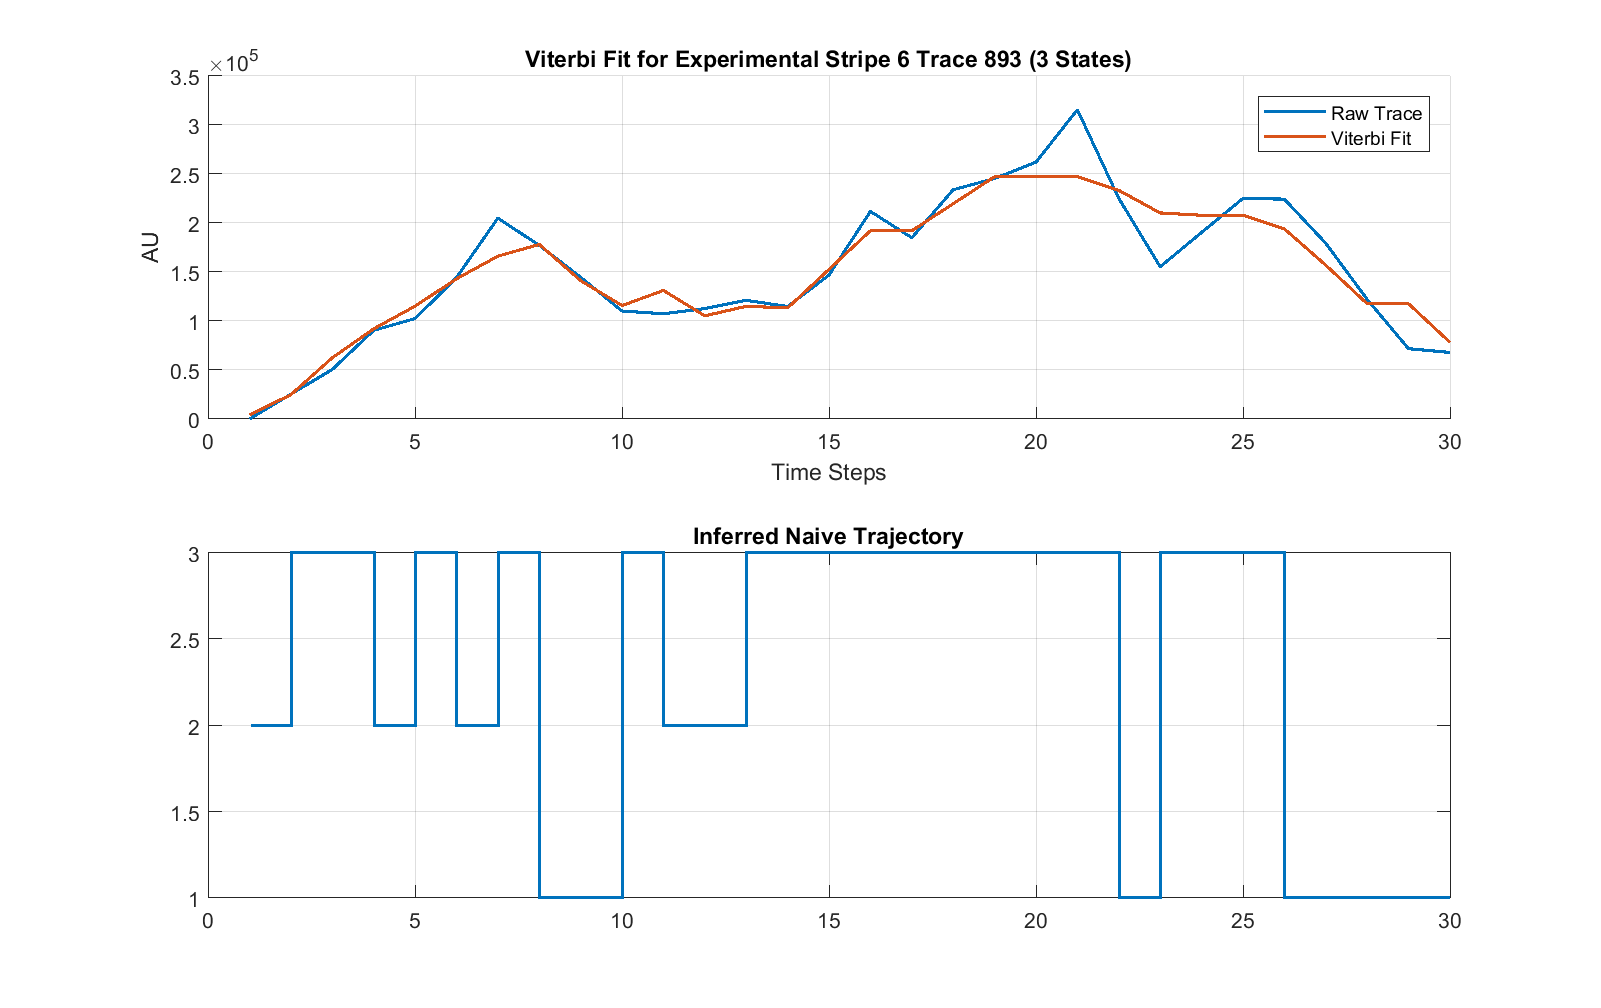 Viterbi Fit for Experimental Stripe 6 Trace 893 (3 States)
×10^5
3.5
3
2.5
2
1.5
1
0.5
0
AU
Raw Trace
Viterbi Fit
0 5 10 15 20 25 30
Time Steps
Inferred Naive Trajectory
3
2.5
2
1.5
1
0 5 10 15 20 25 30